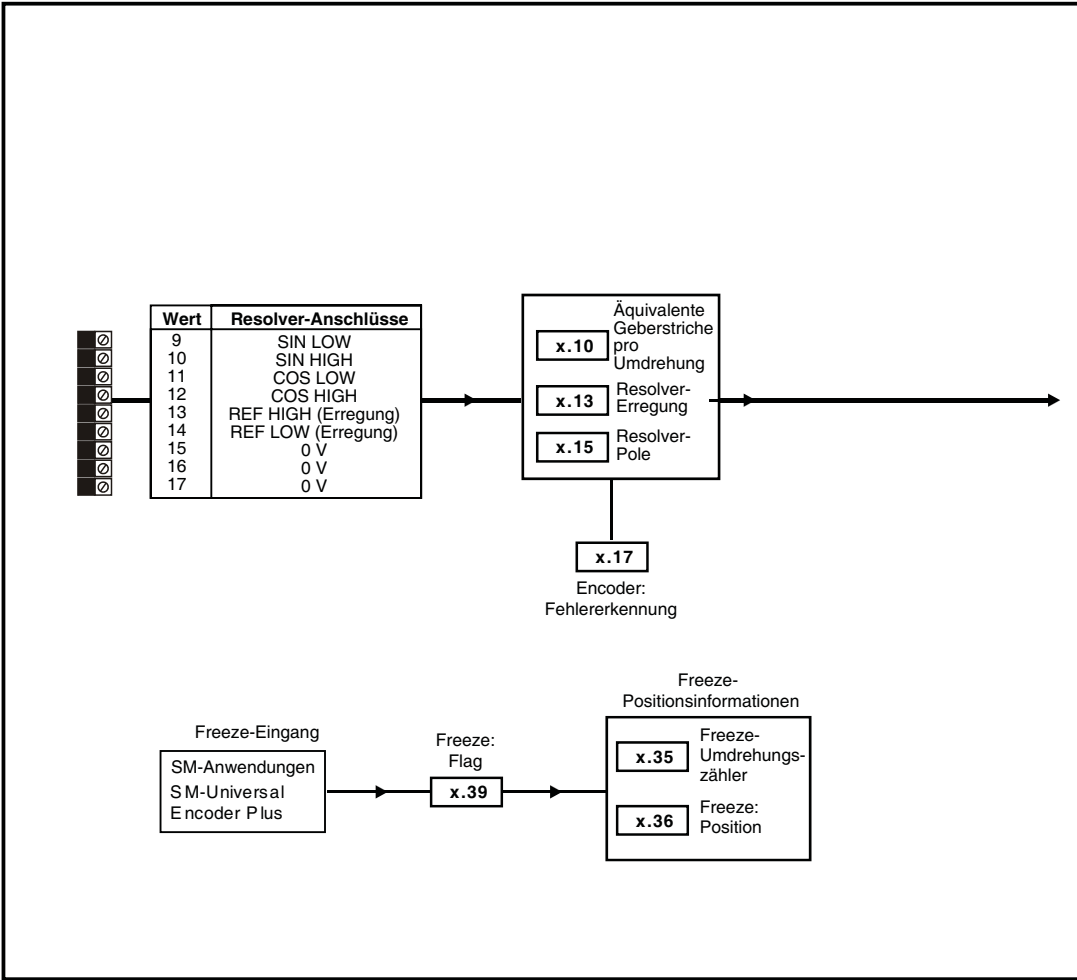 Wert Resolver-Anschlüsse
9 SIN LOW
10 SIN HIGH
11 COS LOW
12 COS HIGH
13 REF HIGH (Erregung)
14 REF LOW (Erregung)
15 0 V
16 0 V
17 0 V
x.10
Äquivalente
Geberstriche
pro
Umdrehung
x.13
Resolver-
Erregung
x.15
Resolver-
Pole
x.17
Encoder:
Fehlererkennung
Freeze-Eingang
SM-Anwendungen
SM-Universal
Encoder Plus
Freeze:
Flag
x.39
Freeze-
Positionsinformationen
x.35
Freeze-
Umdrehungs-
zähler
x.36
Freeze:
Position